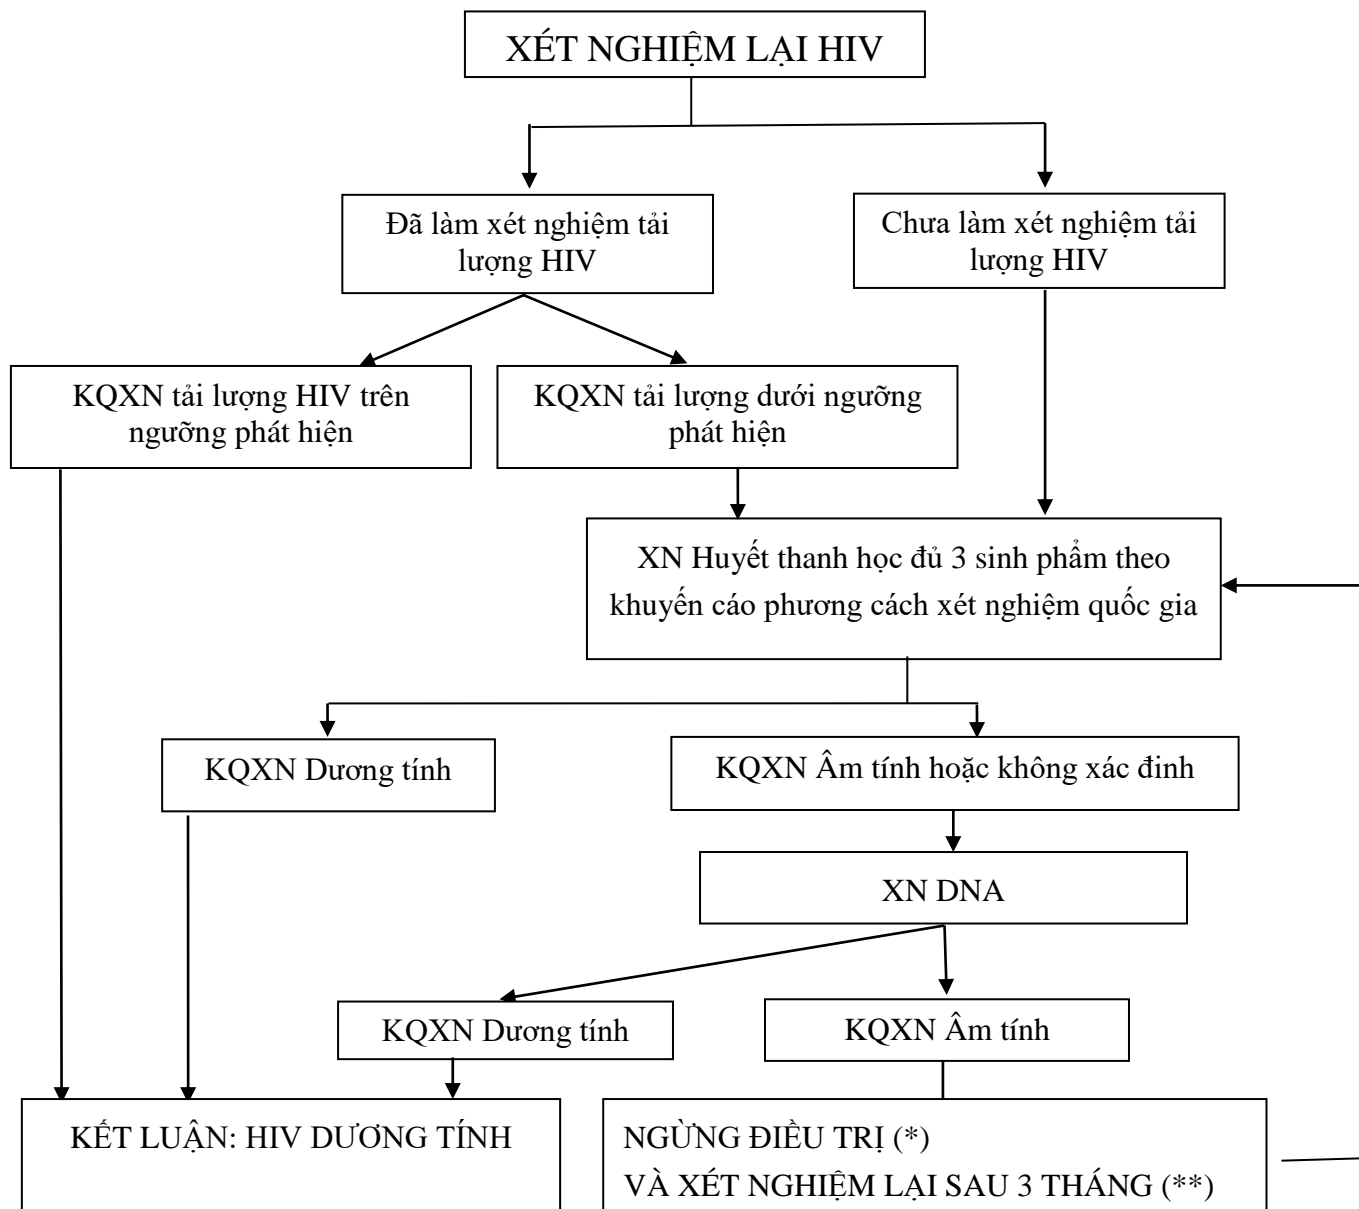 XÉT NGHIỆM LẠI HIV
Đã làm xét nghiệm tải
lượng HIV
Chưa làm xét nghiệm tải
lượng HIV
KQXN tải lượng HIV trên
ngưỡng phát hiện
KQXN tải lượng dưới ngưỡng
phát hiện
XN Huyết thanh học đủ 3 sinh phẩm theo
khuyến cáo phương cách xét nghiệm quốc gia
KQXN Dương tính
KQXN Âm tính hoặc không xác đinh
XN DNA
KQXN Dương tính
KQXN Âm tính
KẾT LUẬN: HIV DƯƠNG TÍNH
NGỪNG ĐIỀU TRỊ (*)
VÀ XÉT NGHIỆM LẠI SAU 3 THÁNG (**)